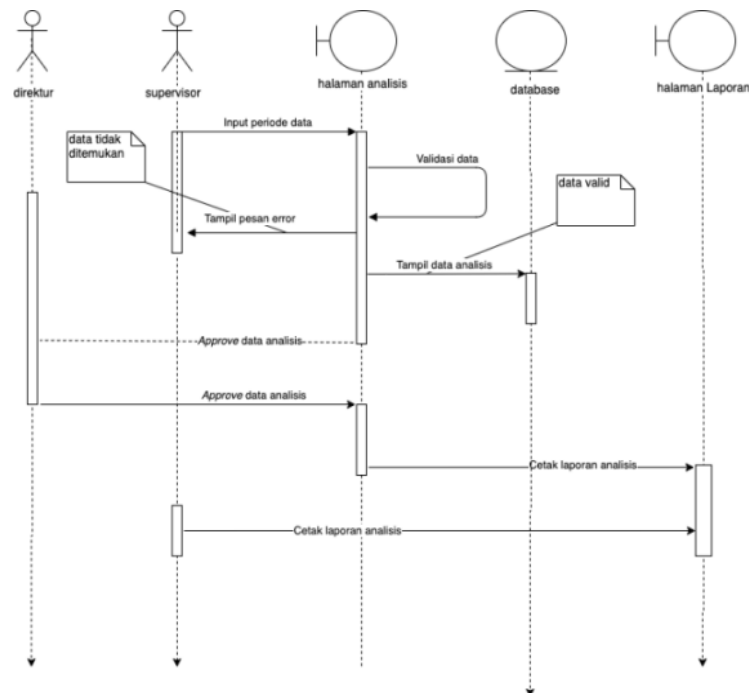 direktur
supervisor
halaman analisis
database
halaman Laporan
Input periode data
data tidak
ditemukan
Validasi data
data valid
Tampil pesan error
Tampil data analisis
Approve data analisis
Approve data analisis
Cetak laporan analisis
Cetak laporan analisis